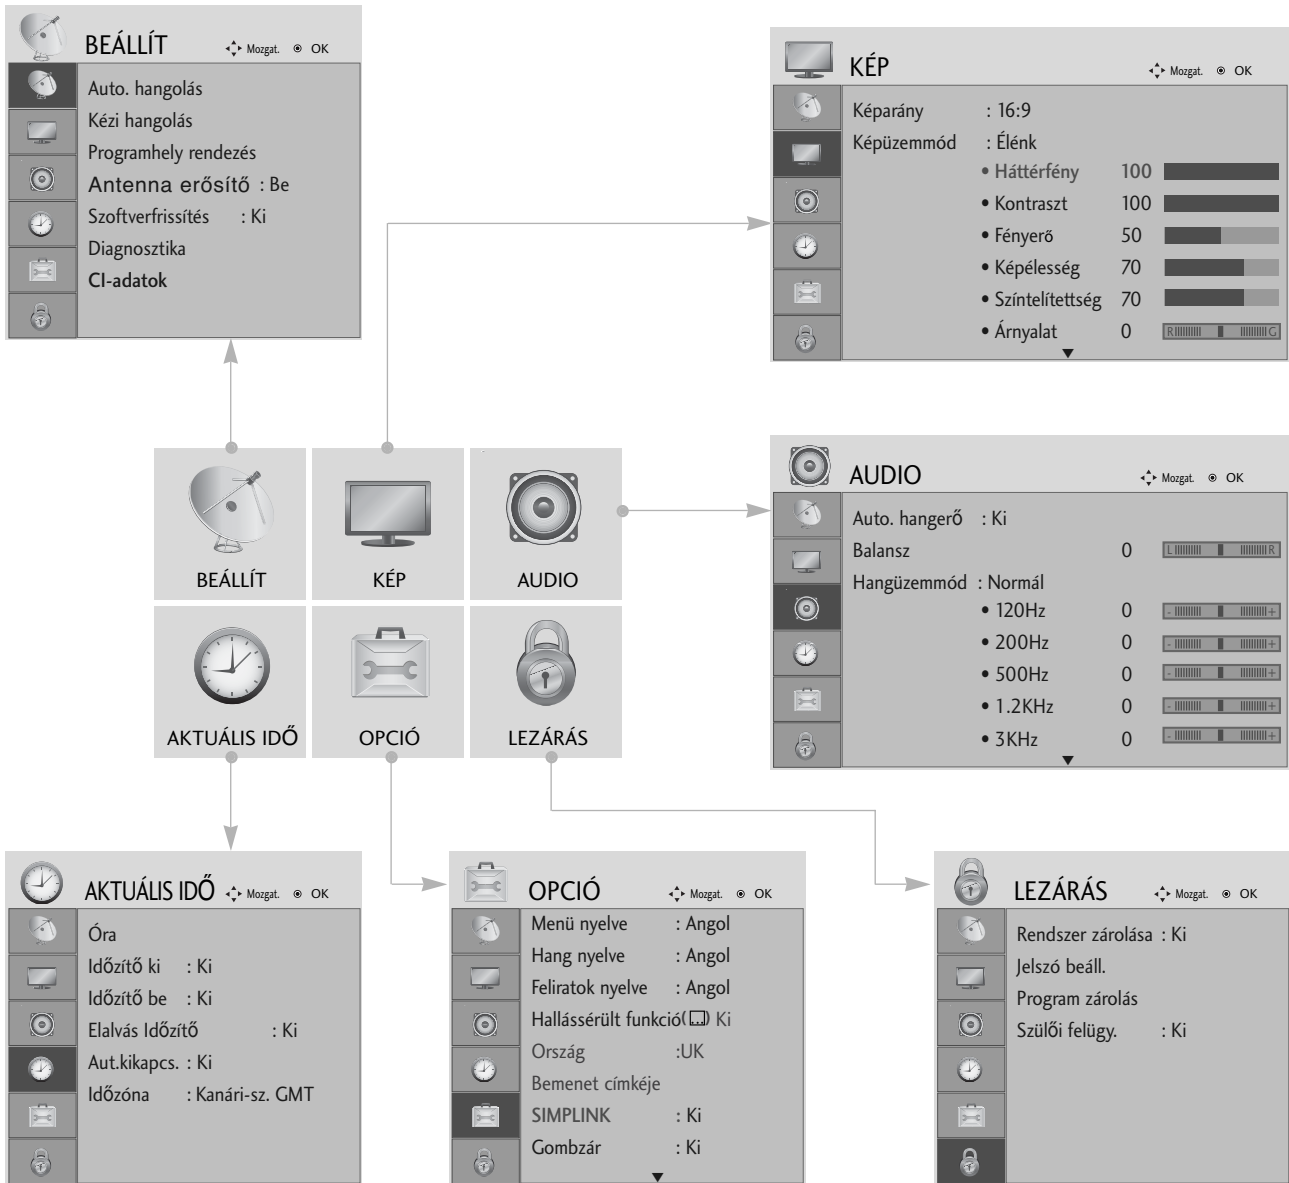 BEÁLLÍT Mozgat. OK
Auto. hangolás
Kézi hangolás
Programhely rendezés
Antenna erősítő : Be
Szoftverfrissítés : Ki
Diagnosztika
CI-adatok
KÉP Mozgat. OK
Képarány : 16:9
Képüzemmód : Élénk
• Háttérfény 100
• Kontraszt 100
• Fényerő 50
• Képélesség 70
• Színtelítettség 70
• Árnyalat 0 R G
BEÁLLÍT KÉP AUDIO
AKTUÁLIS IDŐ OPCIÓ LEZÁRÁS
AUDIO Mozgat. OK
Auto. hangerő : Ki
Balansz 0 L R
Hangüzemmód : Normál
• 120Hz 0 - +
• 200Hz 0 - +
• 500Hz 0 - +
• 1.2KHz 0 - +
• 3KHz 0 - +
AKTUÁLIS IDŐ Mozgat. OK
Óra
Időzítő ki : Ki
Időzítő be : Ki
Elalvás Időzítő : Ki
Aut.kikapcs. : Ki
Időzóna : Kanári-sz. GMT
OPCIÓ Mozgat. OK
Menü nyelve : Angol
Hang nyelve : Angol
Feliratok nyelve : Angol
Hallássérült funkció( ) Ki
Ország :UK
Bemenet címkéje
SIMPLINK : Ki
Gombzár : Ki
LEZÁRÁS Mozgat. OK
Rendszer zárolása : Ki
Jelszó beáll.
Program zárolás
Szülői felügy. : Ki